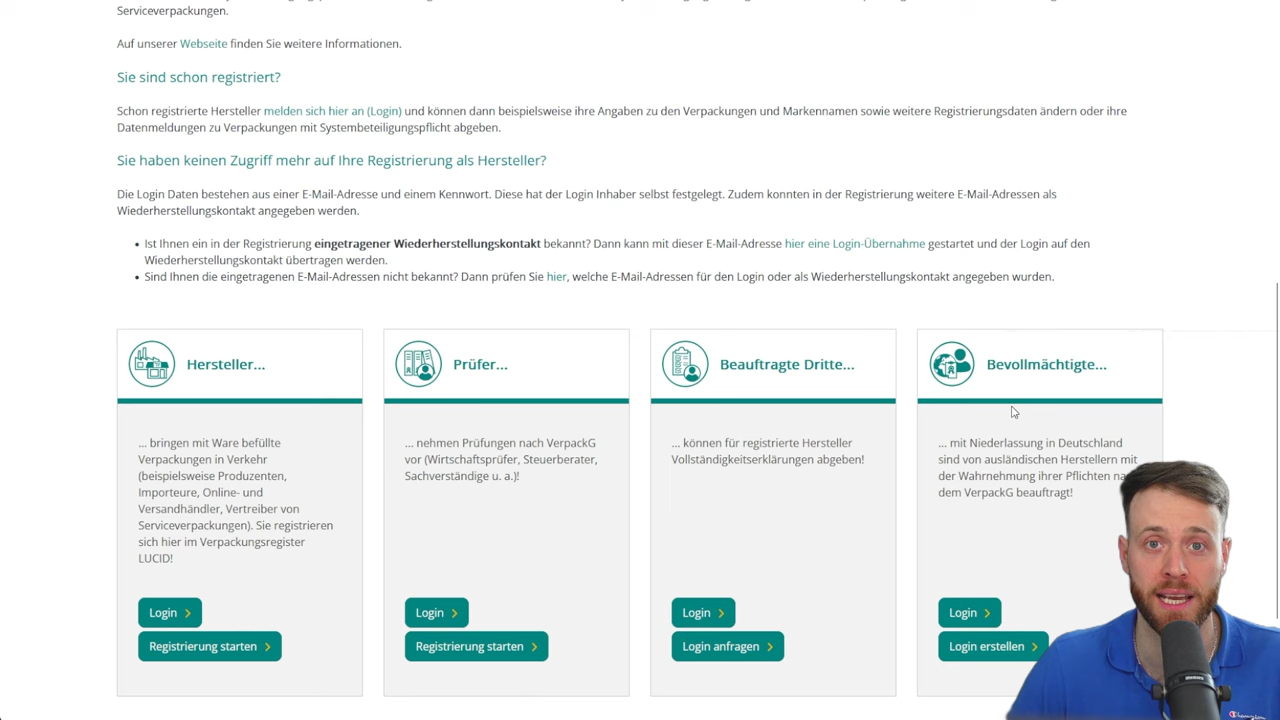 Serviceverpackungen.
Auf unserer Webseite finden Sie weitere Informationen.
Sie sind schon registriert?
Schon registrierte Hersteller melden sich hier an (Login) und können dann beispielsweise ihre Angaben zu den Verpackungen und Markennamen sowie weitere Registrierungsdaten ändern oder ihre
Datenmeldungen zu Verpackungen mit Systembeteiligungspflicht abgeben.
Sie haben keinen Zugriff mehr auf Ihre Registrierung als Hersteller?
Die Login Daten bestehen aus einer E-Mail-Adresse und einem Kennwort. Diese hat der Login Inhaber selbst festgelegt. Zudem konnten in der Registrierung weitere E-Mail-Adressen als
Wiederherstellungskontakt angegeben werden.
• Ist Ihnen ein in der Registrierung eingetragener Wiederherstellungskontakt bekannt? Dann kann mit dieser E-Mail-Adresse hier eine Login-Übernahme gestartet und der Login auf den
Wiederherstellungskontakt übertragen werden.
• Sind Ihnen die eingetragenen E-Mail-Adressen nicht bekannt? Dann prüfen Sie hier, welche E-Mail-Adressen für den Login oder als Wiederherstellungskontakt angegeben wurden.
Hersteller...
... bringen mit Ware befüllte
Verpackungen in Verkehr
(beispielsweise Produzenten,
Importeure, Online- und
Versandhändler, Vertreiber von
Serviceverpackungen). Sie registrieren
sich hier im Verpackungsregister
LUCID!
Login
Registrierung starten
Prüfer...
... nehmen Prüfungen nach VerpackG
vor (Wirtschaftsprüfer, Steuerberater,
Sachverständige u. a.)!
Login
Registrierung starten
Beauftragte Dritte...
... können für registrierte Hersteller
Vollständigkeitserklärungen abgeben!
Login
Login anfragen
Bevollmächtigte...
... mit Niederlassung in Deutschland
sind von ausländischen Herstellern mit
der Wahrnehmung ihrer Pflichten
dem VerpackG beauftragt!
Login
Login erstellen
Champion